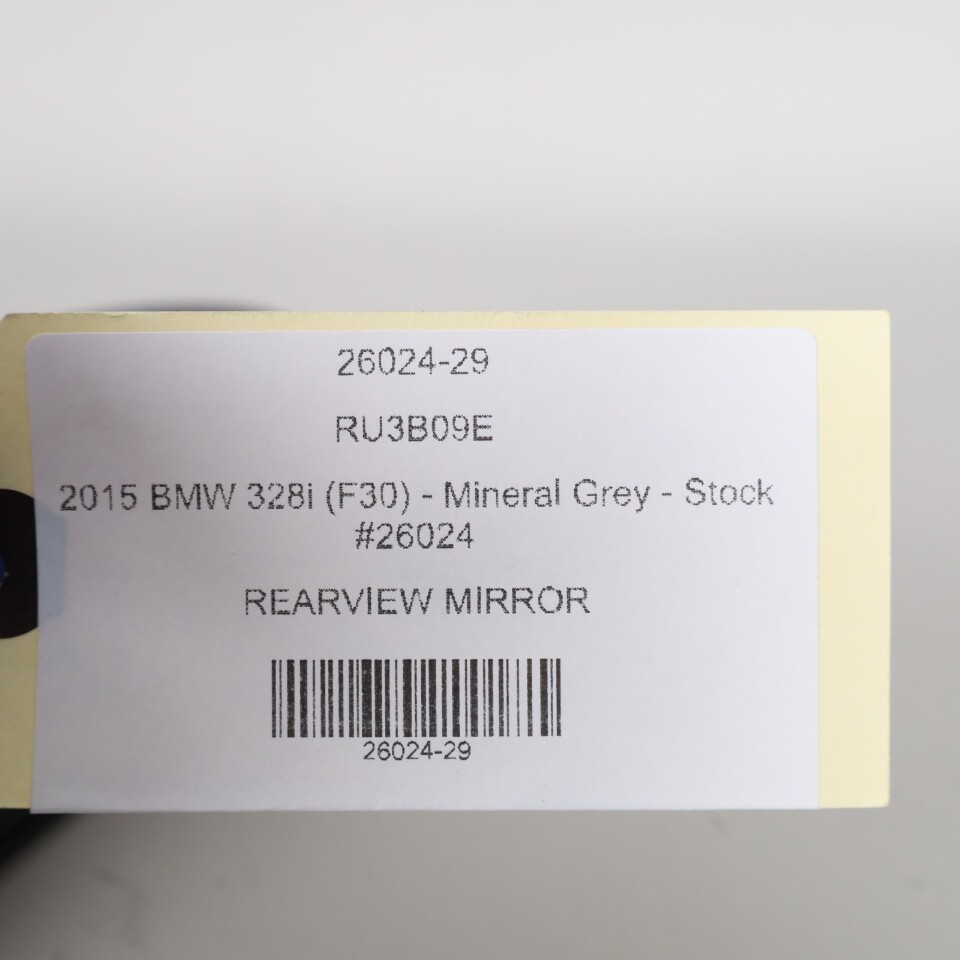 26024-29
RU3B09E
2015 BMW 328i (F30) - Mineral Grey - Stock
#26024
REARVIEW MIRROR
26024-29